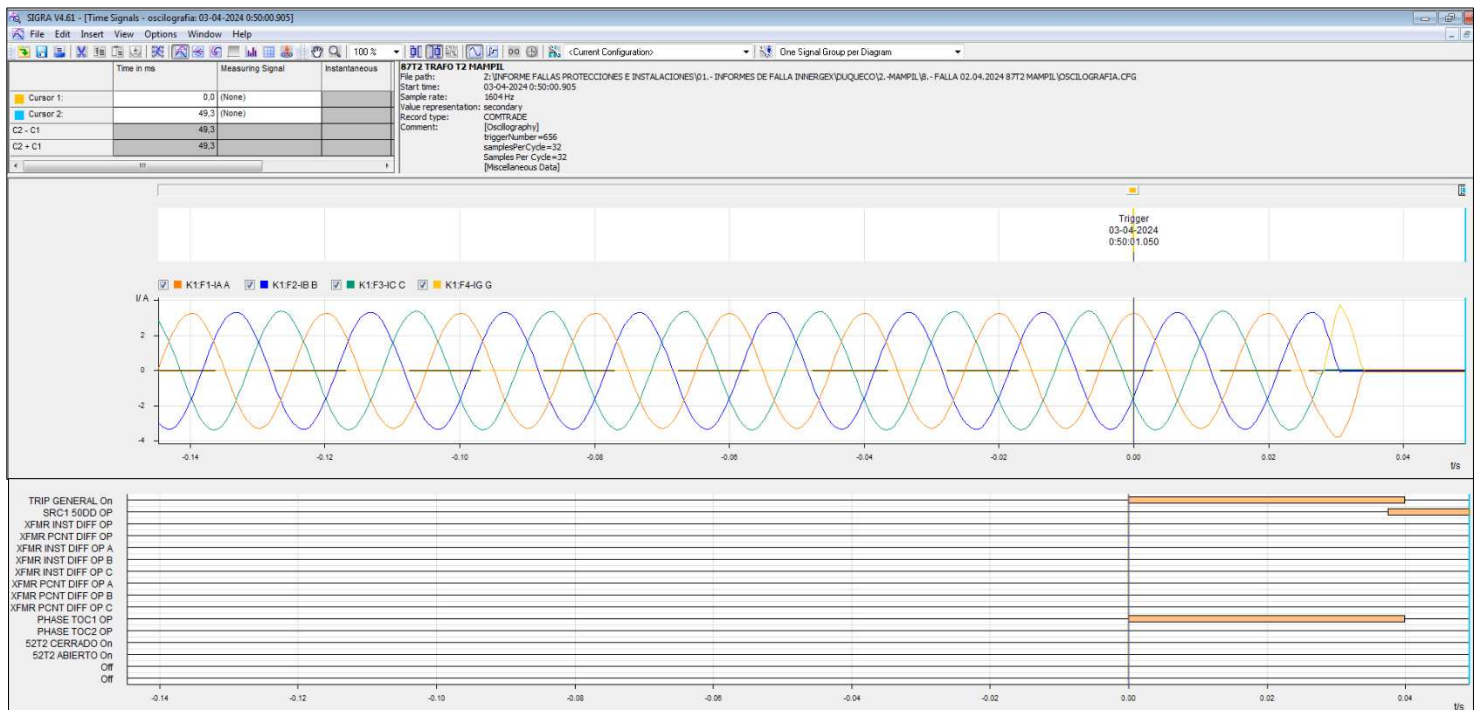 SIGRA V4.61 - [Time Signals - oscilografia: 03-04-2024 0:50:00.905]
File Edit Insert View Options Window Help
100 % <Current Configuration> One Signal Group per Diagram
Time in ms Measuring Signal Instantaneous
Cursor 1: 0,0 (None)
Cursor 2: 49,3 (None)
C2 - C1 49,3
C2 + C1 49,3
87T2 TRAFO T2 MAMPIL
File path: Z:\INFORME FALLAS PROTECCIONES E INSTALACIONES\01.- INFORMES DE FALLA INNERGEX\DUQUECO\2.-MAMPIL\8.- FALLA 02.04.2024 87T2 MAMPIL\OSCILOGRAFIA.CFG
Start time: 03-04-2024 0:50:00.905
Sample rate: 1604 Hz
Value representation: secondary
Record type: COMTRADE
Comment: [Oscillography]
triggerNumber=656
samplesPerCycle=32
Samples Per Cycle=32
[Miscellaneous Data]
Trigger
03-04-2024
0:50:01.050
K1:F1-IA A K1:F2-IB B K1:F3-IC C K1:F4-IG G
I/ A
2
0
-2
-4
-0.14 -0.12 -0.10 -0.08 -0.06 -0.04 -0.02 0.00 0.02 0.04
t/s
TRIP GENERAL On
SRC1 50DD OP
XFMR INST DIFF OP
XFMR PCNT DIFF OP
XFMR INST DIFF OP A
XFMR INST DIFF OP B
XFMR INST DIFF OP C
XFMR PCNT DIFF OP A
XFMR PCNT DIFF OP B
XFMR PCNT DIFF OP C
PHASE TOC1 OP
PHASE TOC2 OP
52T2 CERRADO On
52T2 ABIERTO On
Off
Off
-0.14 -0.12 -0.10 -0.08 -0.06 -0.04 -0.02 0.00 0.02 0.04
t/s